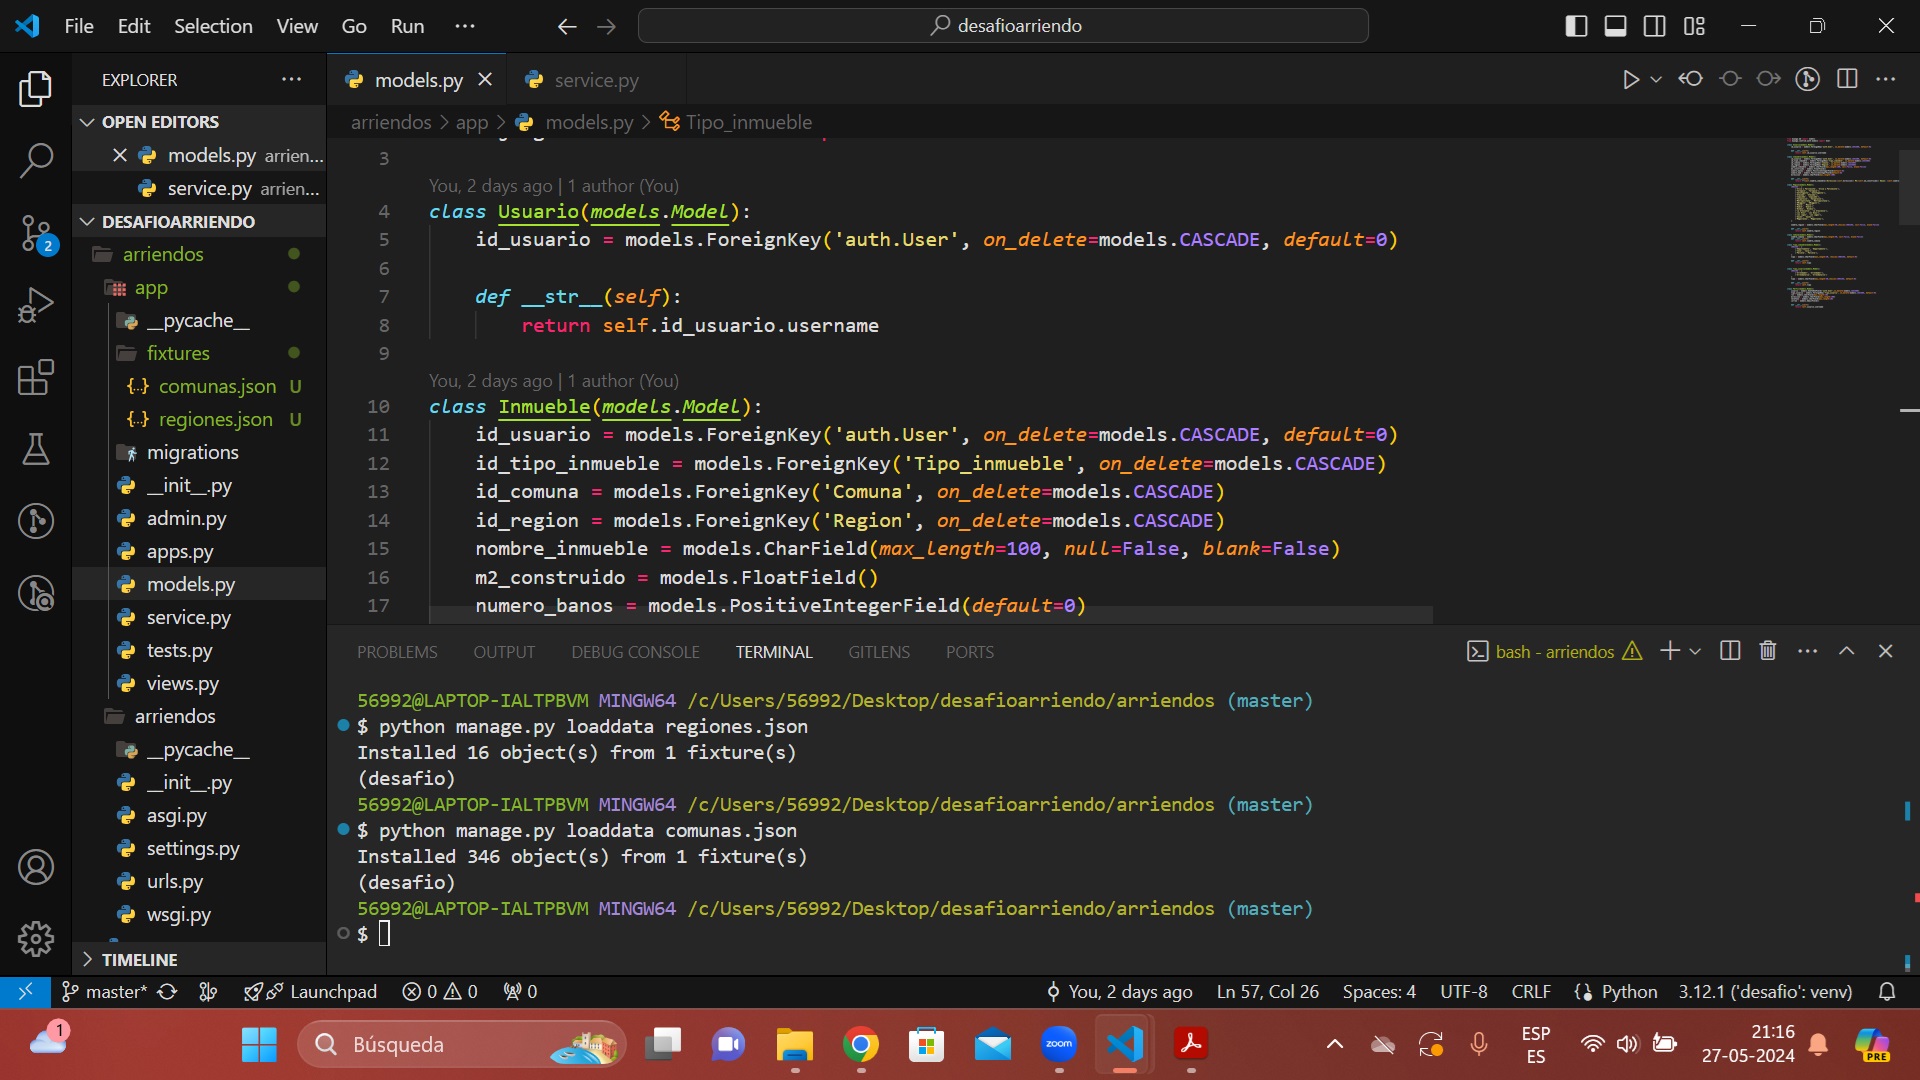 File Edit Selection View Go Run ···
desafioarriendo
EXPLORER ···
OPEN EDITORS
models.py arrien...
service.py arrien...
DESAFIOARRIENDO
arriendos
app
__pycache__
fixtures
comunas.json U
regiones.json U
migrations
__init__.py
admin.py
apps.py
models.py
service.py
tests.py
views.py
arriendos
__pycache__
__init__.py
asgi.py
settings.py
urls.py
wsgi.py
TIMELINE
2
models.py
service.py
arriendos > app > models.py > Tipo_inmueble
3
You, 2 days ago | 1 author (You)
4 class Usuario(models.Model):
5 id_usuario = models.ForeignKey('auth.User', on_delete=models.CASCADE, default=0)
6
7 def __str__(self):
8 return self.id_usuario.username
9
You, 2 days ago | 1 author (You)
10 class Inmueble(models.Model):
11 id_usuario = models.ForeignKey('auth.User', on_delete=models.CASCADE, default=0)
12 id_tipo_inmueble = models.ForeignKey('Tipo_inmueble', on_delete=models.CASCADE)
13 id_comuna = models.ForeignKey('Comuna', on_delete=models.CASCADE)
14 id_region = models.ForeignKey('Region', on_delete=models.CASCADE)
15 nombre_inmueble = models.CharField(max_length=100, null=False, blank=False)
16 m2_construido = models.FloatField()
17 numero_banos = models.PositiveIntegerField(default=0)
PROBLEMS OUTPUT DEBUG CONSOLE TERMINAL GITLENS PORTS
bash - arriendos
56992@LAPTOP-IALTPBVM MINGW64 /c/Users/56992/Desktop/desafioarriendo/arriendos (master)
$ python manage.py loaddata regiones.json
Installed 16 object(s) from 1 fixture(s)
(desafio)
56992@LAPTOP-IALTPBVM MINGW64 /c/Users/56992/Desktop/desafioarriendo/arriendos (master)
$ python manage.py loaddata comunas.json
Installed 346 object(s) from 1 fixture(s)
(desafio)
56992@LAPTOP-IALTPBVM MINGW64 /c/Users/56992/Desktop/desafioarriendo/arriendos (master)
$
master* Launchpad 0 0 0
You, 2 days ago Ln 57, Col 26 Spaces: 4 UTF-8 CRLF Python 3.12.1 ('desafio': venv)
1
Búsqueda
zoom
ESP
ES
21:16
27-05-2024
PRE